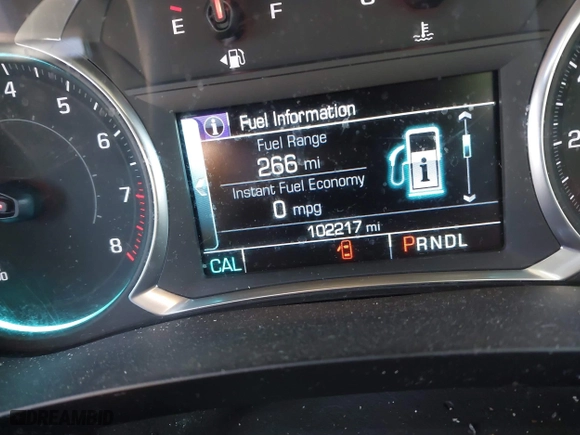 E F C
4 5 6 7 8
Fuel Information
Fuel Range
266 mi
Instant Fuel Economy
0 mpg
102217 mi
CAL PRNDL
2
DREAMBID